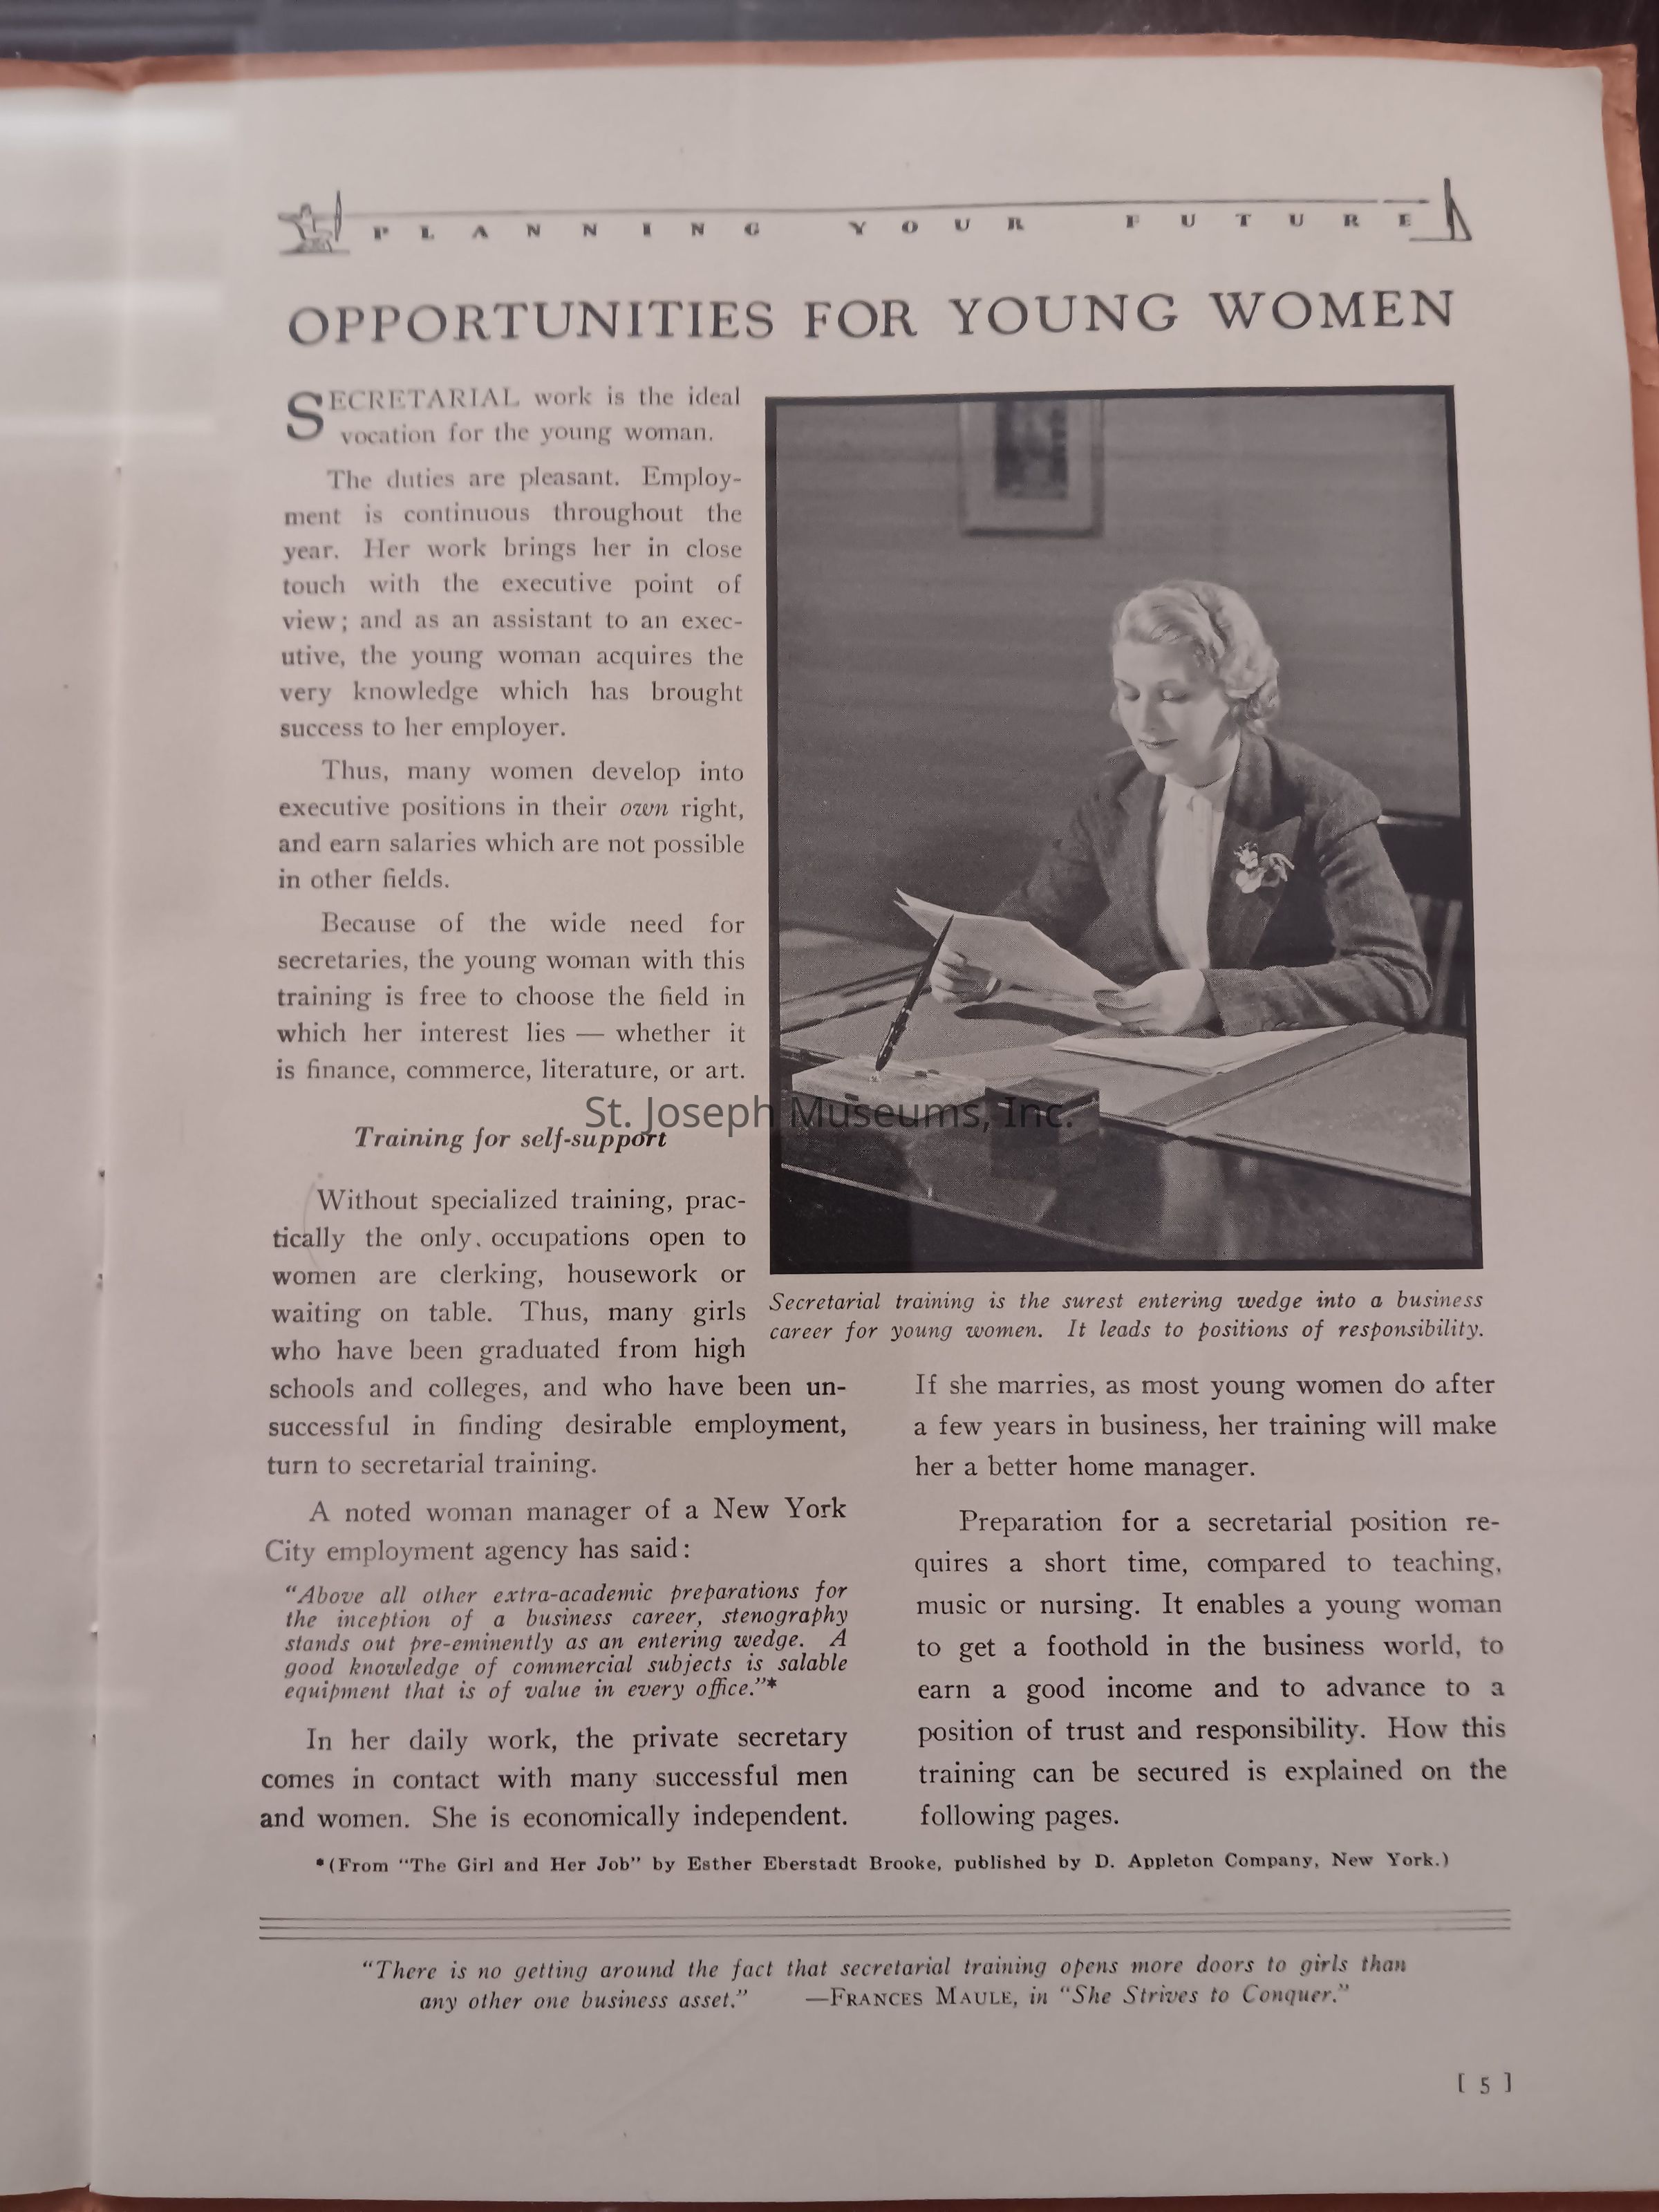 PLANNING YOUR FUTURE
OPPORTUNITIES FOR YOUNG WOMEN
SECRETARIAL work is the ideal
vocation for the young woman.
The duties are pleasant. Employ-
ment is continuous throughout the
year. Her work brings her in close
touch with the executive point of
view; and as an assistant to an exec-
utive, the young woman acquires the
very knowledge which has brought
success to her employer.
Thus, many women develop into
executive positions in their own right,
and earn salaries which are not possible
in other fields.
Because of the wide need for
secretaries, the young woman with this
training is free to choose the field in
which her interest lies — whether it
is finance, commerce, literature, or art.
St. Joseph Museums, Inc.
Training for self-support
Without specialized training, prac-
tically the only. occupations open to
women are clerking, housework or
waiting on table. Thus, many girls
who have been graduated from high
schools and colleges, and who have been un-
successful in finding desirable employment,
turn to secretarial training.
A noted woman manager of a New York
City employment agency has said:
"Above all other extra-academic preparations for
the inception of a business career, stenography
stands out pre-eminently as an entering wedge. A
good knowledge of commercial subjects is salable
equipment that is of value in every office."*
In her daily work, the private secretary
comes in contact with many successful men
and women. She is economically independent.
Secretarial training is the surest entering wedge into a business
career for young women. It leads to positions of responsibility.
If she marries, as most young women do after
a few years in business, her training will make
her a better home manager.
Preparation for a secretarial position re-
quires a short time, compared to teaching,
music or nursing. It enables a young woman
to get a foothold in the business world, to
earn a good income and to advance to a
position of trust and responsibility. How this
training can be secured is explained on the
following pages.
*(From "The Girl and Her Job" by Esther Eberstadt Brooke, published by D. Appleton Company, New York.)
"There is no getting around the fact that secretarial training opens more doors to girls than
any other one business asset." —FRANCES MAULE, in "She Strives to Conquer."
[ 5 ]